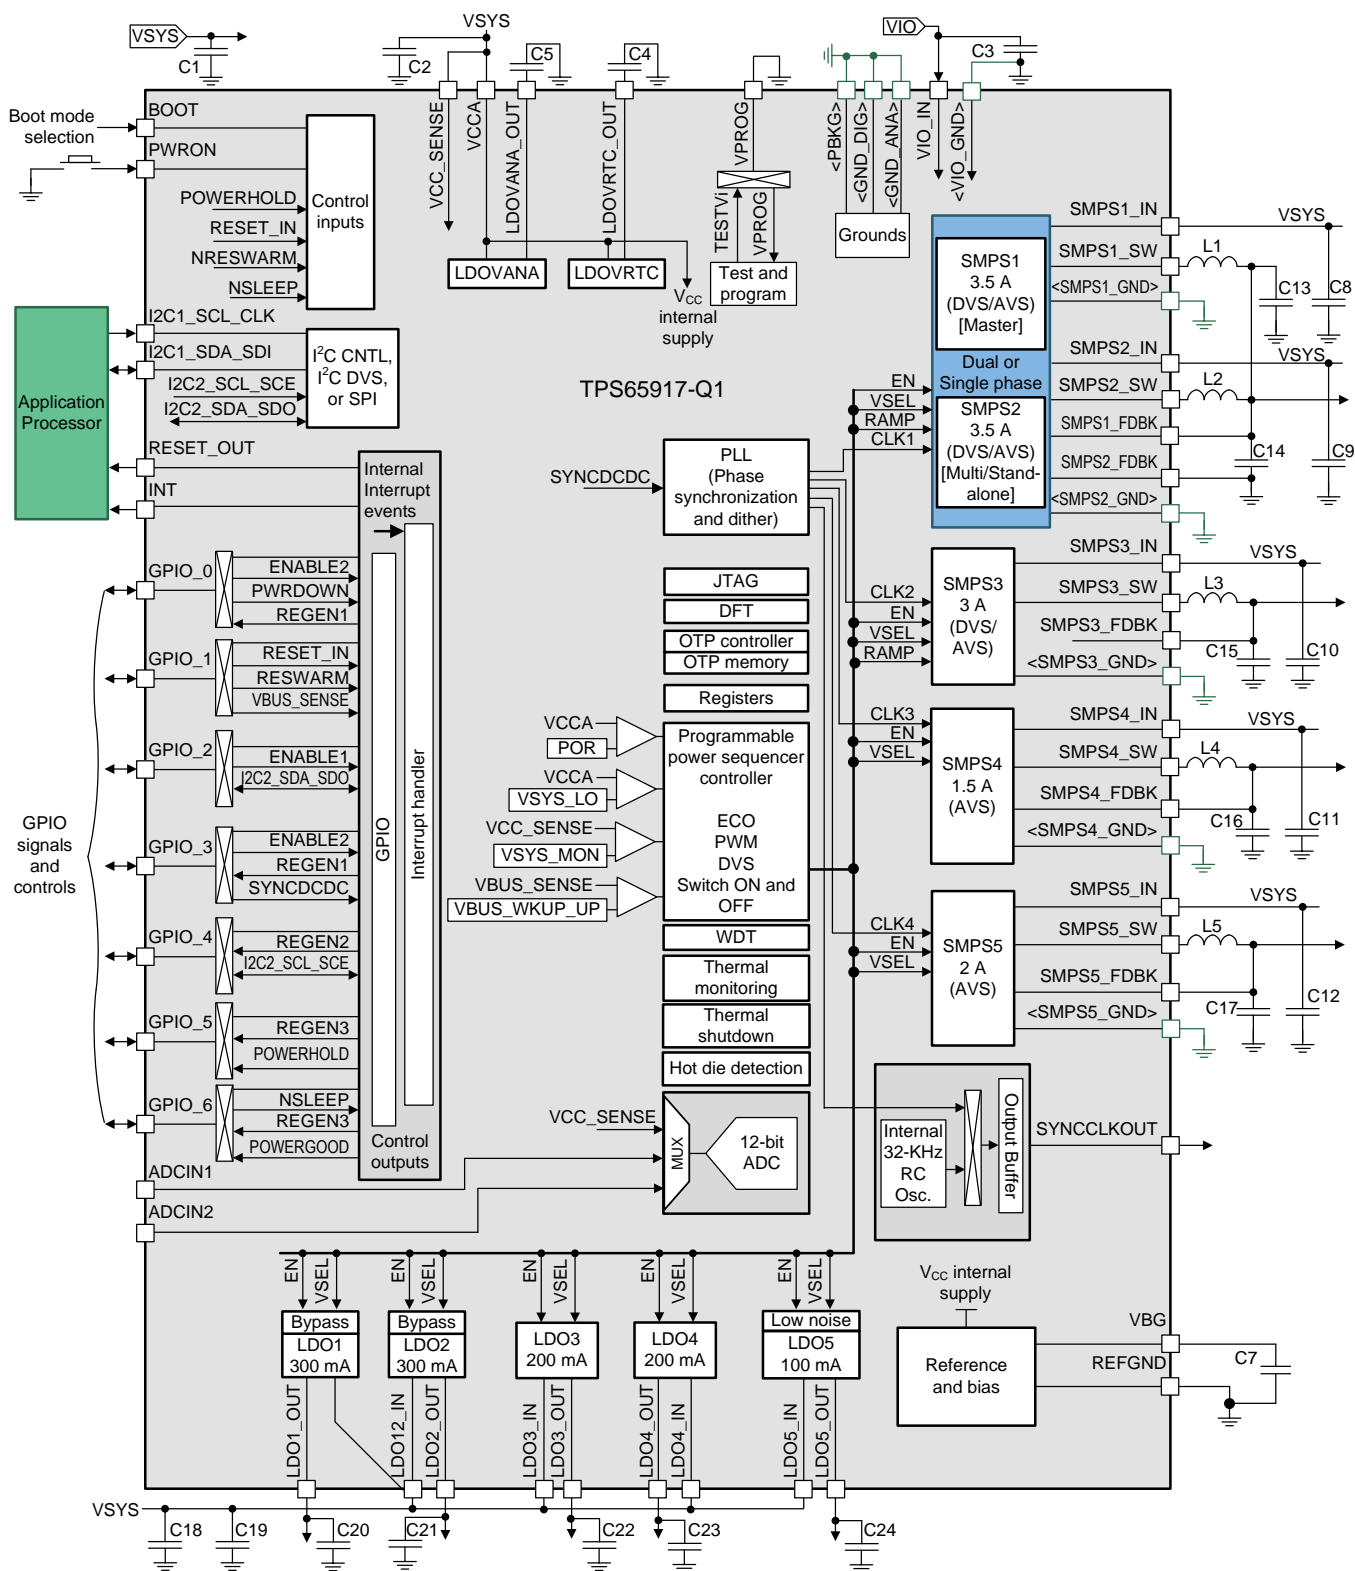 VSYS
C1
VSYS
C2
C5
C4
VIO
C3
BOOT
Boot mode
selection
PWRON
POWERHOLD
RESET_IN
NRESWARM
NSLEEP
Control
inputs
VCC_SENSE
VCCA
LDOVANA_OUT
LDOVRTC_OUT
VPROG
TESTVi
VPROG
<PBKG>
<GND_DIG>
<GND_ANA>
VIO_IN
<VIO_GND>
LDOVANA
LDOVRTC
VCC
internal
supply
Test and
program
Grounds
SMPS1
3.5 A
(DVS/AVS)
[Master]
Dual or
Single phase
SMPS2
3.5 A
(DVS/AVS)
[Multi/Stand-
alone]
SMPS1_IN
VSYS
SMPS1_SW
L1
<SMPS1_GND>
C13
C8
SMPS2_IN
VSYS
SMPS2_SW
L2
SMPS1_FDBK
SMPS2_FDBK
C14
C9
<SMPS2_GND>
Application
Processor
I2C1_SCL_CLK
I2C1_SDA_SDI
I2C2_SCL_SCE
I2C2_SDA_SDO
I2C CNTL,
I2C DVS,
or SPI
RESET_OUT
INT
TPS65917-Q1
EN
VSEL
RAMP
CLK1
SYNCDCDC
PLL
(Phase
synchronization
and dither)
Internal
Interrupt
events
GPIO
Interrupt handler
Control
outputs
GPIO
signals and
controls
GPIO_0
ENABLE2
PWRDOWN
REGEN1
GPIO_1
RESET_IN
RESWARM
VBUS_SENSE
GPIO_2
ENABLE1
I2C2_SDA_SDO
GPIO_3
ENABLE2
REGEN1
SYNCDCDC
GPIO_4
REGEN2
I2C2_SCL_SCE
GPIO_5
REGEN3
POWERHOLD
GPIO_6
NSLEEP
REGEN3
POWERGOOD
ADCIN1
ADCIN2
JTAG
DFT
OTP controller
OTP memory
Registers
VCCA
POR
VCCA
VSYS_LO
VCC_SENSE
VSYS_MON
VBUS_SENSE
VBUS_WKUP_UP
Programmable
power sequencer
controller
ECO
PWM
DVS
Switch ON and
OFF
WDT
Thermal
monitoring
Thermal
shutdown
Hot die detection
VCC_SENSE
MUX
12-bit
ADC
CLK2
EN
VSEL
RAMP
SMPS3
3 A
(DVS/
AVS)
SMPS3_IN
VSYS
SMPS3_SW
L3
SMPS3_FDBK
<SMPS3_GND>
C15
C10
CLK3
EN
VSEL
SMPS4
1.5 A
(AVS)
SMPS4_IN
VSYS
SMPS4_SW
L4
SMPS4_FDBK
<SMPS4_GND>
C16
C11
CLK4
EN
VSEL
SMPS5
2 A
(AVS)
SMPS5_IN
VSYS
SMPS5_SW
L5
SMPS5_FDBK
<SMPS5_GND>
C17
C12
Internal
32-KHz
RC
Osc.
Output Buffer
SYNCCLKOUT
EN
VSEL
EN
VSEL
EN
VSEL
EN
VSEL
EN
VSEL
Bypass
LDO1
300 mA
Bypass
LDO2
300 mA
LDO3
200 mA
LDO4
200 mA
Low noise
LDO5
100 mA
LDO1_OUT
LDO12_IN
LDO2_OUT
LDO3_IN
LDO3_OUT
LDO4_OUT
LDO4_IN
LDO5_IN
LDO5_OUT
VCC internal
supply
Reference
and bias
VBG
REFGND
C7
VSYS
C18
C19
C20
C21
C22
C23
C24